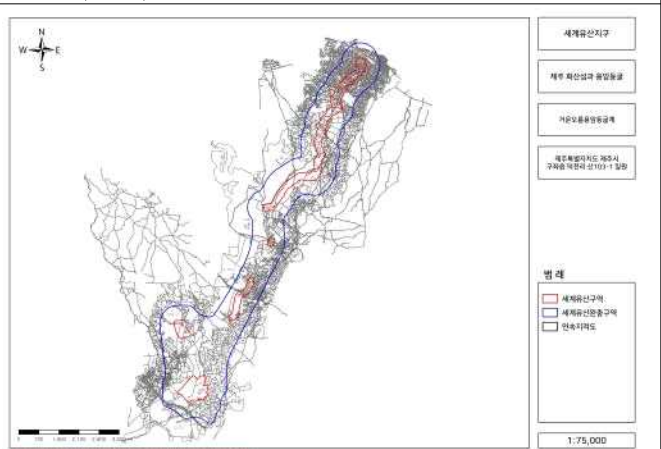 N
W E
S
세계유산지구
제주 화산섬과 용암동굴
거문오름용암동굴계
제주특별자치도 제주시
구좌읍 덕천리 산103-1 일원
범 례
세계유산구역
세계유산완충구역
연속지적도
1:75,000